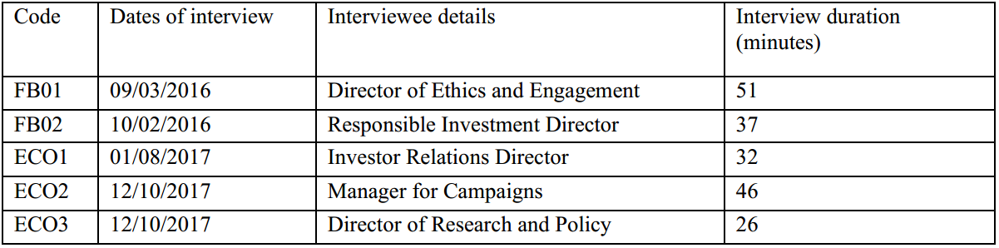 Code Dates of interview Interviewee details Interview duration
(minutes)
FB01 09/03/2016 Director of Ethics and Engagement 51
FB02 10/02/2016 Responsible Investment Director 37
ECO1 01/08/2017 Investor Relations Director 32
ECO2 12/10/2017 Manager for Campaigns 46
ECO3 12/10/2017 Director of Research and Policy 26